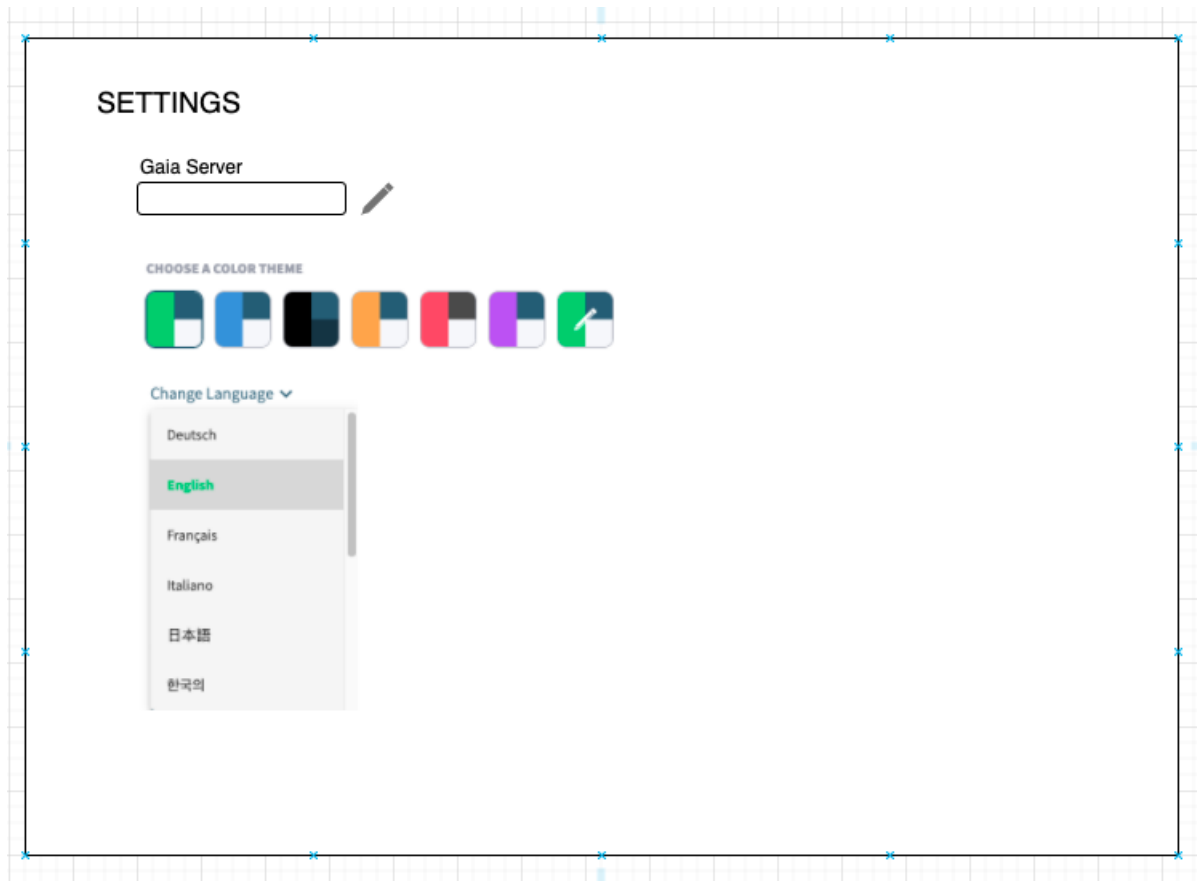 SETTINGS
Gaia Server
CHOOSE A COLOR THEME
Change Language
Deutsch
English
Français
Italiano
日本語
한국의